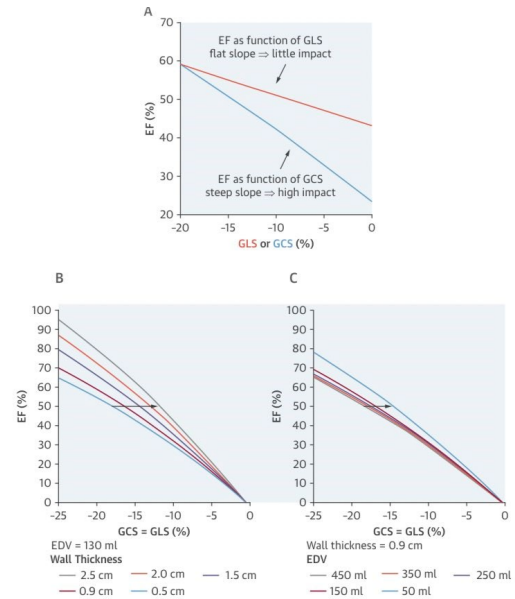 A
70
60
50
40
30
20
EF (%)
EF as function of GLS
flat slope ⇒ little impact
EF as function of GCS
steep slope ⇒ high impact
-20 -15 -10 -5 0
GLS or GCS (%)
B
100
90
80
70
60
50
40
30
20
10
0
EF (%)
-25 -20 -15 -10 -5 0
GCS = GLS (%)
EDV = 130 ml
Wall Thickness
2.5 cm 2.0 cm 1.5 cm
0.9 cm 0.5 cm
C
100
90
80
70
60
50
40
30
20
10
0
EF (%)
-25 -20 -15 -10 -5 0
GCS = GLS (%)
Wall thickness = 0.9 cm
EDV
450 ml 350 ml 250 ml
150 ml 50 ml